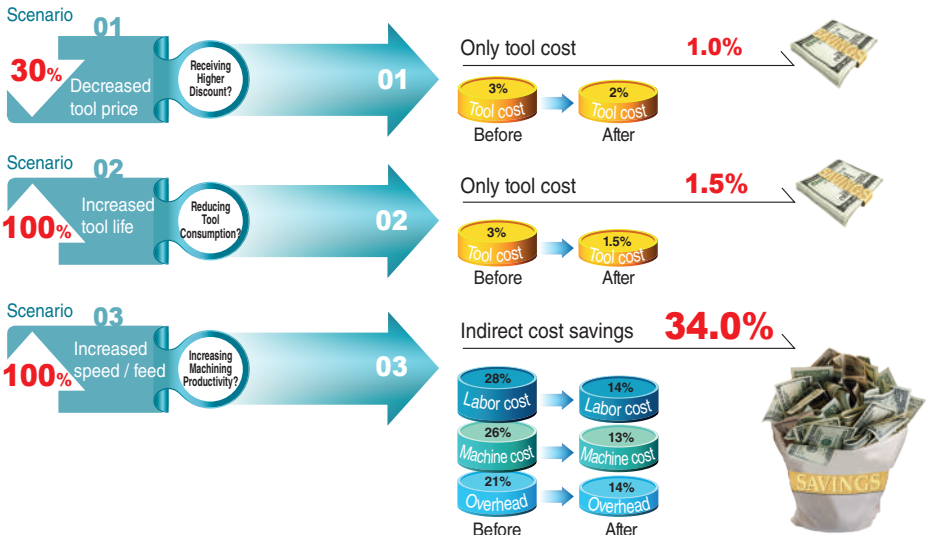 Scenario
01
30%
Decreased
tool price
Receiving
Higher
Discount?
01
Only tool cost 1.0%
3%
Tool cost
Before
2%
Tool cost
After
SAVINGS
Scenario
02
100%
Increased
tool life
Reducing
Tool
Consumption?
02
Only tool cost 1.5%
3%
Tool cost
Before
1.5%
Tool cost
After
SAVINGS
Scenario
03
100%
Increased
speed / feed
Increasing
Machining
Productivity?
03
Indirect cost savings 34.0%
28%
Labor cost
14%
Labor cost
26%
Machine cost
13%
Machine cost
21%
Overhead
14%
Overhead
Before
After
SAVINGS